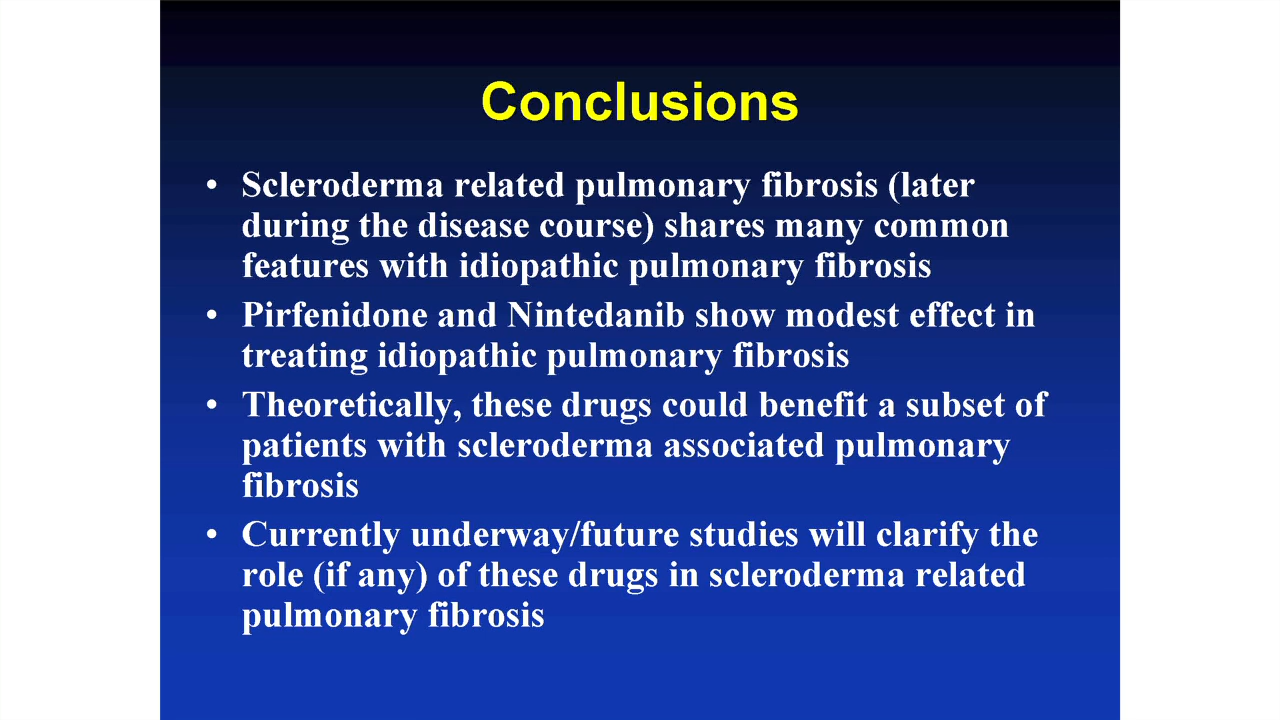 Conclusions
• Scleroderma related pulmonary fibrosis (later
during the disease course) shares many common
features with idiopathic pulmonary fibrosis
• Pirfenidone and Nintedanib show modest effect in
treating idiopathic pulmonary fibrosis
• Theoretically, these drugs could benefit a subset of
patients with scleroderma associated pulmonary
fibrosis
• Currently underway/future studies will clarify the
role (if any) of these drugs in scleroderma related
pulmonary fibrosis